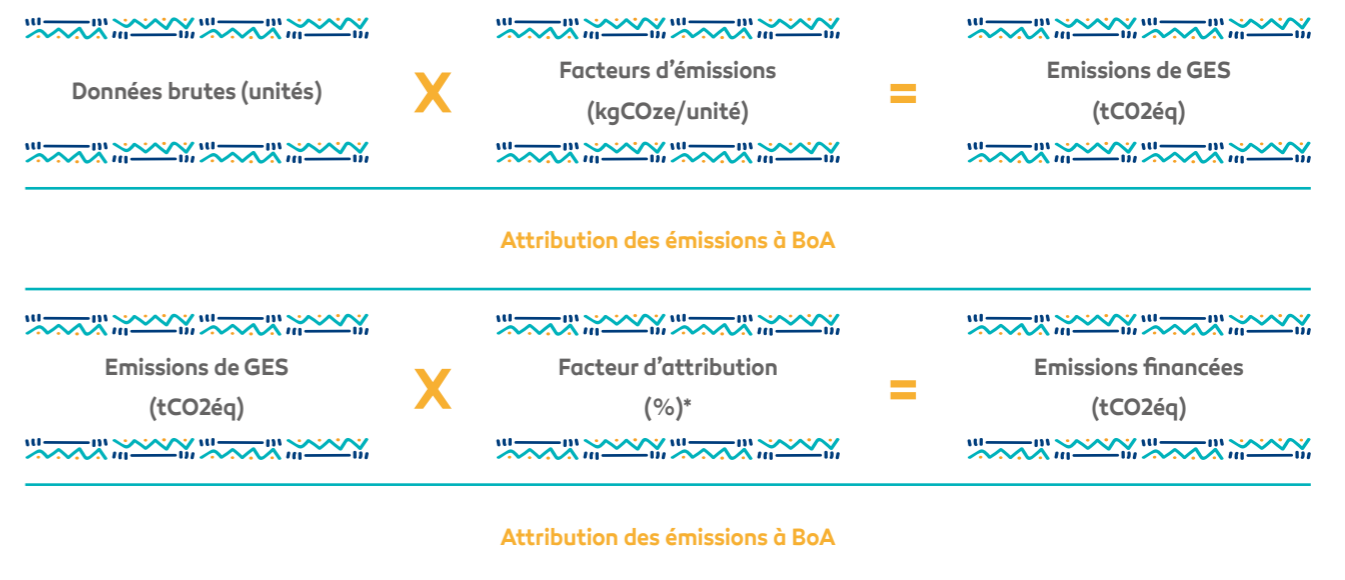 Données brutes (unités)
X
Facteurs d'émissions
(kgCOze/unité)
=
Emissions de GES
(tC02éq)
Attribution des émissions à BoA
Emissions de GES
(tCO2éq)
X
Facteur d'attribution
(%)*
=
Emissions financées
(tCO2éq)
Attribution des émissions à BoA